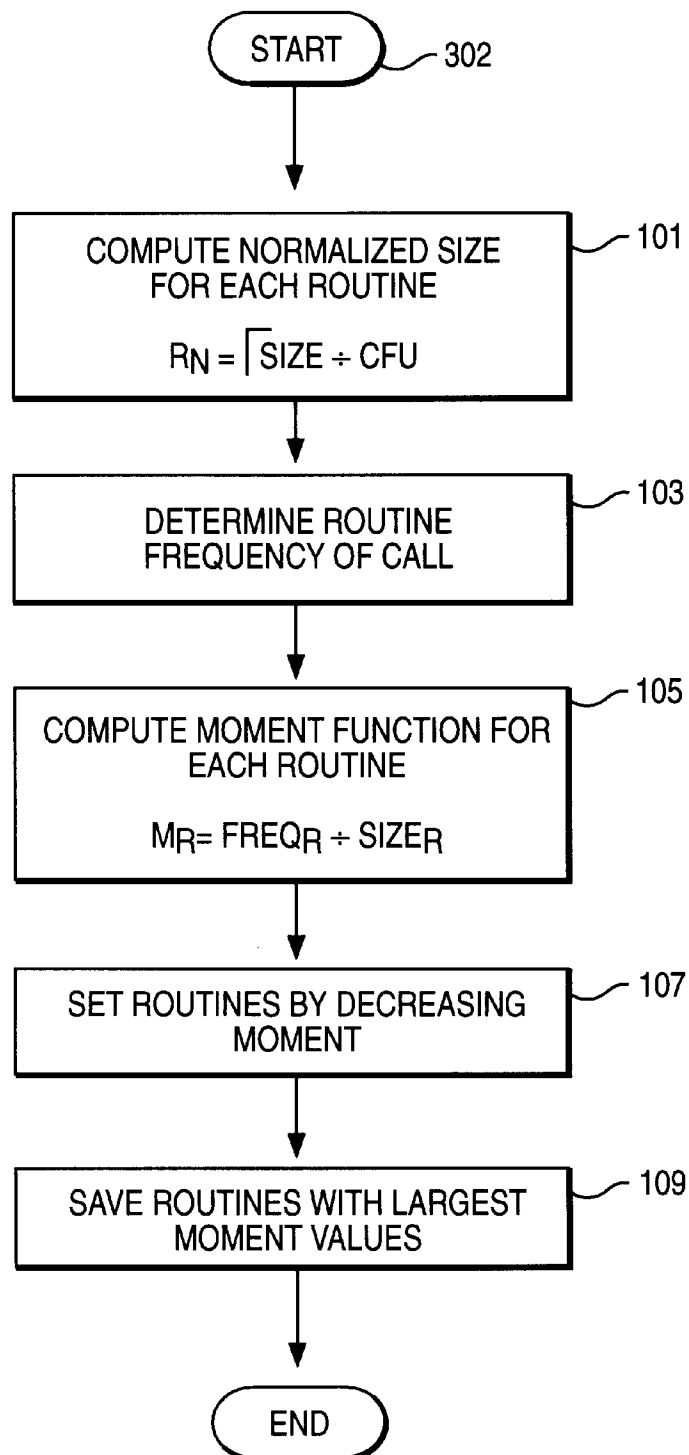 START
302
COMPUTE NORMALIZED SIZE
FOR EACH ROUTINE
RN = ⌈SIZE ÷ CFU
101
DETERMINE ROUTINE
FREQUENCY OF CALL
103
COMPUTE MOMENT FUNCTION FOR
EACH ROUTINE
MR= FREQR ÷ SIZER
105
SET ROUTINES BY DECREASING
MOMENT
107
SAVE ROUTINES WITH LARGEST
MOMENT VALUES
109
END